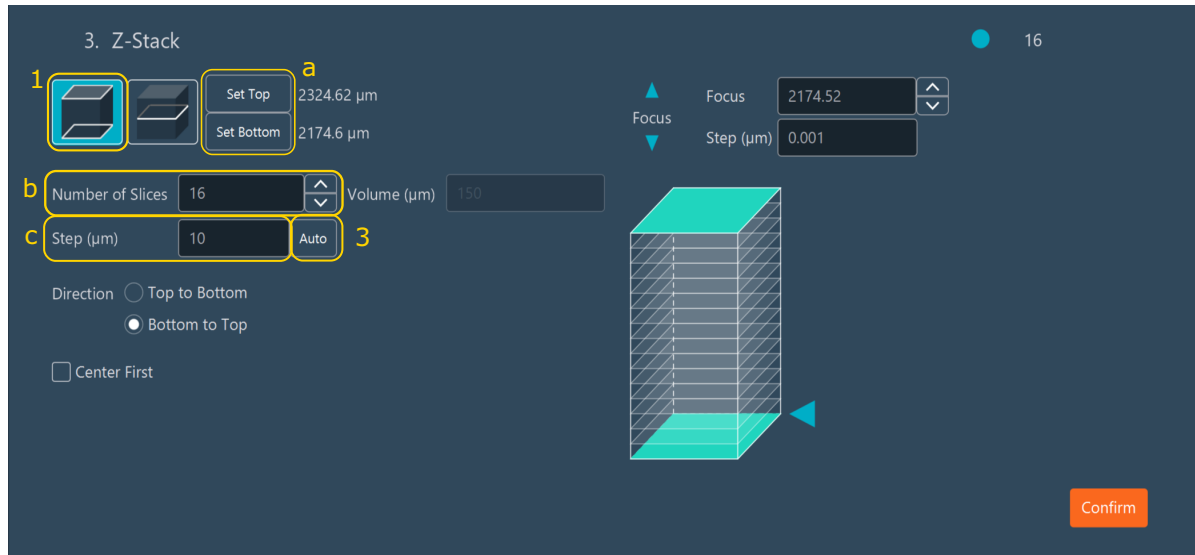 3. Z-Stack
16
1
a
Set Top 2324.62 µm
Set Bottom 2174.6 µm
Focus
Focus 2174.52
Step (µm) 0.001
b
Number of Slices 16
Volume (µm) 150
c
Step (µm) 10
Auto
3
Direction Top to Bottom
Bottom to Top
Center First
Confirm